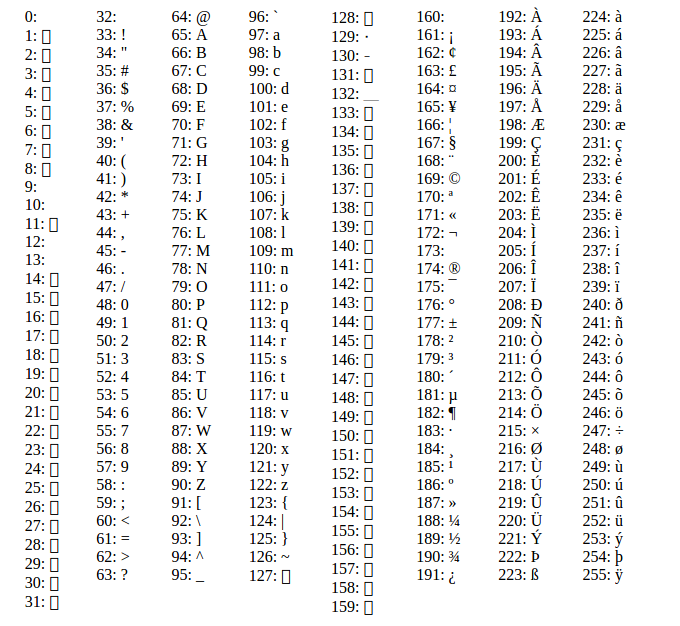 0:
1: ▯
2: ▯
3: ▯
4: ▯
5: ▯
6: ▯
7: ▯
8: ▯
9:
10:
11: ▯
12:
13:
14: ▯
15: ▯
16: ▯
17: ▯
18: ▯
19: ▯
20: ▯
21: ▯
22: ▯
23: ▯
24: ▯
25: ▯
26: ▯
27: ▯
28: ▯
29: ▯
30: ▯
31: ▯
32:
33: !
34: "
35: #
36: $
37: %
38: &
39: '
40: (
41: )
42: *
43: +
44: ,
45: -
46: .
47: /
48: 0
49: 1
50: 2
51: 3
52: 4
53: 5
54: 6
55: 7
56: 8
57: 9
58: :
59: ;
60: <
61: =
62: >
63: ?
64: @
65: A
66: B
67: C
68: D
69: E
70: F
71: G
72: H
73: I
74: J
75: K
76: L
77: M
78: N
79: O
80: P
81: Q
82: R
83: S
84: T
85: U
86: V
87: W
88: X
89: Y
90: Z
91: [
92: \
93: ]
94: ^
95: _
96: `
97: a
98: b
99: c
100: d
101: e
102: f
103: g
104: h
105: i
106: j
107: k
108: l
109: m
110: n
111: o
112: p
113: q
114: r
115: s
116: t
117: u
118: v
119: w
120: x
121: y
122: z
123: {
124: |
125: }
126: ~
127: ▯
128: ▯
129: ·
130: -
131: ▯
132: __
133: ▯
134: ▯
135: ▯
136: ▯
137: ▯
138: ▯
139: ▯
140: ▯
141: ▯
142: ▯
143: ▯
144: ▯
145: ▯
146: ▯
147: ▯
148: ▯
149: ▯
150: ▯
151: ▯
152: ▯
153: ▯
154: ▯
155: ▯
156: ▯
157: ▯
158: ▯
159: ▯
160:
161: ¡
162: ¢
163: £
164: ¤
165: ¥
166: ¦
167: §
168: ¨
169: ©
170: ª
171: «
172: ¬
173:
174: ®
175: ¯
176: °
177: ±
178: ²
179: ³
180: ´
181: µ
182: ¶
183: ·
184: ¸
185: ¹
186: º
187: »
188: ¼
189: ½
190: ¾
191: ¿
192: À
193: Á
194: Â
195: Ã
196: Ä
197: Å
198: Æ
199: Ç
200: È
201: É
202: Ê
203: Ë
204: Ì
205: Í
206: Î
207: Ï
208: Ð
209: Ñ
210: Ò
211: Ó
212: Ô
213: Õ
214: Ö
215: ×
216: Ø
217: Ù
218: Ú
219: Û
220: Ü
221: Ý
222: Þ
223: ß
224: à
225: á
226: â
227: ã
228: ä
229: å
230: æ
231: ç
232: è
233: é
234: ê
235: ë
236: ì
237: í
238: î
239: ï
240: ð
241: ñ
242: ò
243: ó
244: ô
245: õ
246: ö
247: ÷
248: ø
249: ù
250: ú
251: û
252: ü
253: ý
254: þ
255: ÿ